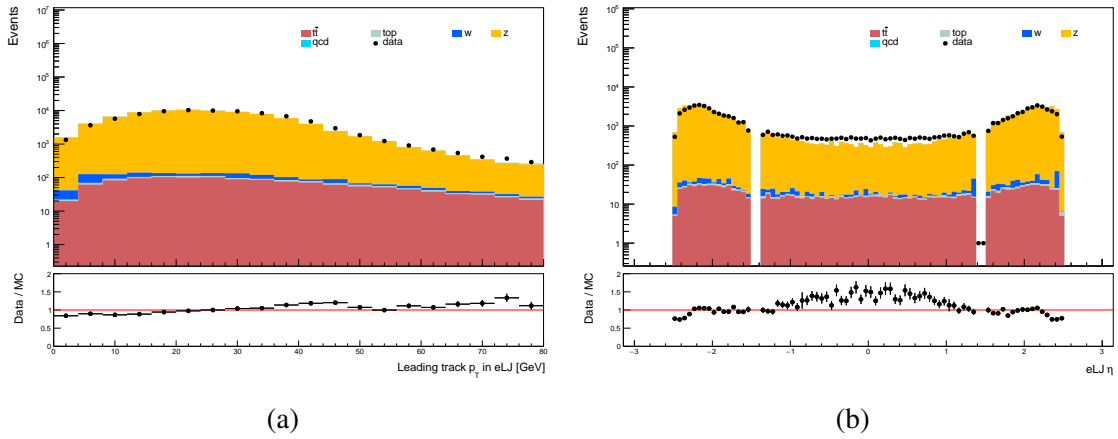 Events
10⁷
10⁶
10⁵
10⁴
10³
10²
10
1
tt̄ top w z
qcd data
Data / MC
2
1.5
1
0.5
0
0 10 20 30 40 50 60 70 80
Leading track p_T in eLJ [GeV]
(a)
Events
10⁶
10⁵
10⁴
10³
10²
10
1
tt̄ top w z
qcd data
Data / MC
2
1.5
1
0.5
0
−3 −2 −1 0 1 2 3
eLJ η
(b)